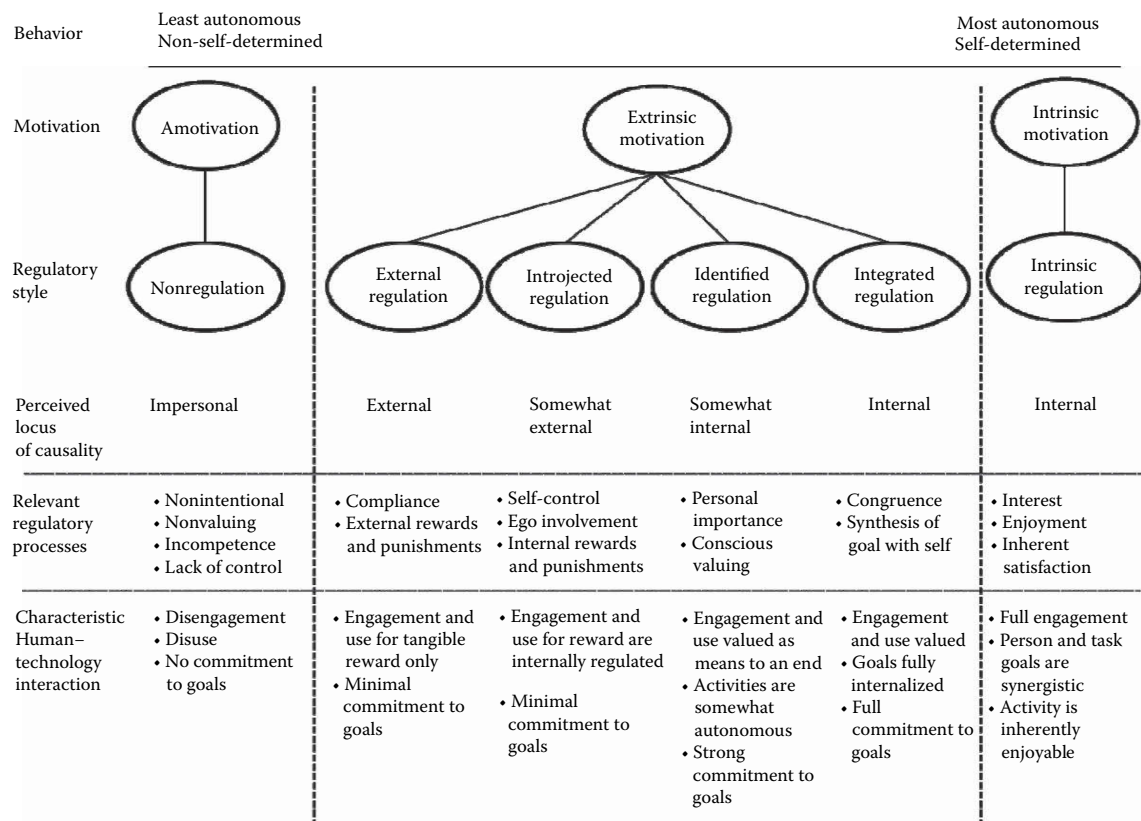 Behavior
Least autonomous
Non-self-determined
Most autonomous
Self-determined
Motivation
Amotivation
Extrinsic
motivation
Intrinsic
motivation
Regulatory
style
Nonregulation
External
regulation
Introjected
regulation
Identified
regulation
Integrated
regulation
Intrinsic
regulation
Perceived
locus
of causality
Impersonal
External
Somewhat
external
Somewhat
internal
Internal
Internal
Relevant
regulatory
processes
• Nonintentional
• Nonvaluing
• Incompetence
• Lack of control
• Compliance
• External rewards
and punishments
• Self-control
• Ego involvement
• Internal rewards
and punishments
• Personal
importance
• Conscious
valuing
• Congruence
• Synthesis of
goal with self
• Interest
• Enjoyment
• Inherent
satisfaction
Characteristic
Human–
technology
interaction
• Disengagement
• Disuse
• No commitment
to goals
• Engagement and
use for tangible
reward only
• Minimal
commitment to
goals
• Engagement and
use for reward are
internally regulated
• Minimal
commitment to
goals
• Engagement and
use valued as
means to an end
• Activities are
somewhat
autonomous
• Strong
commitment to
goals
• Engagement
and use valued
• Goals fully
internalized
• Full
commitment to
goals
• Full engagement
• Person and task
goals are
synergistic
• Activity is
inherently
enjoyable